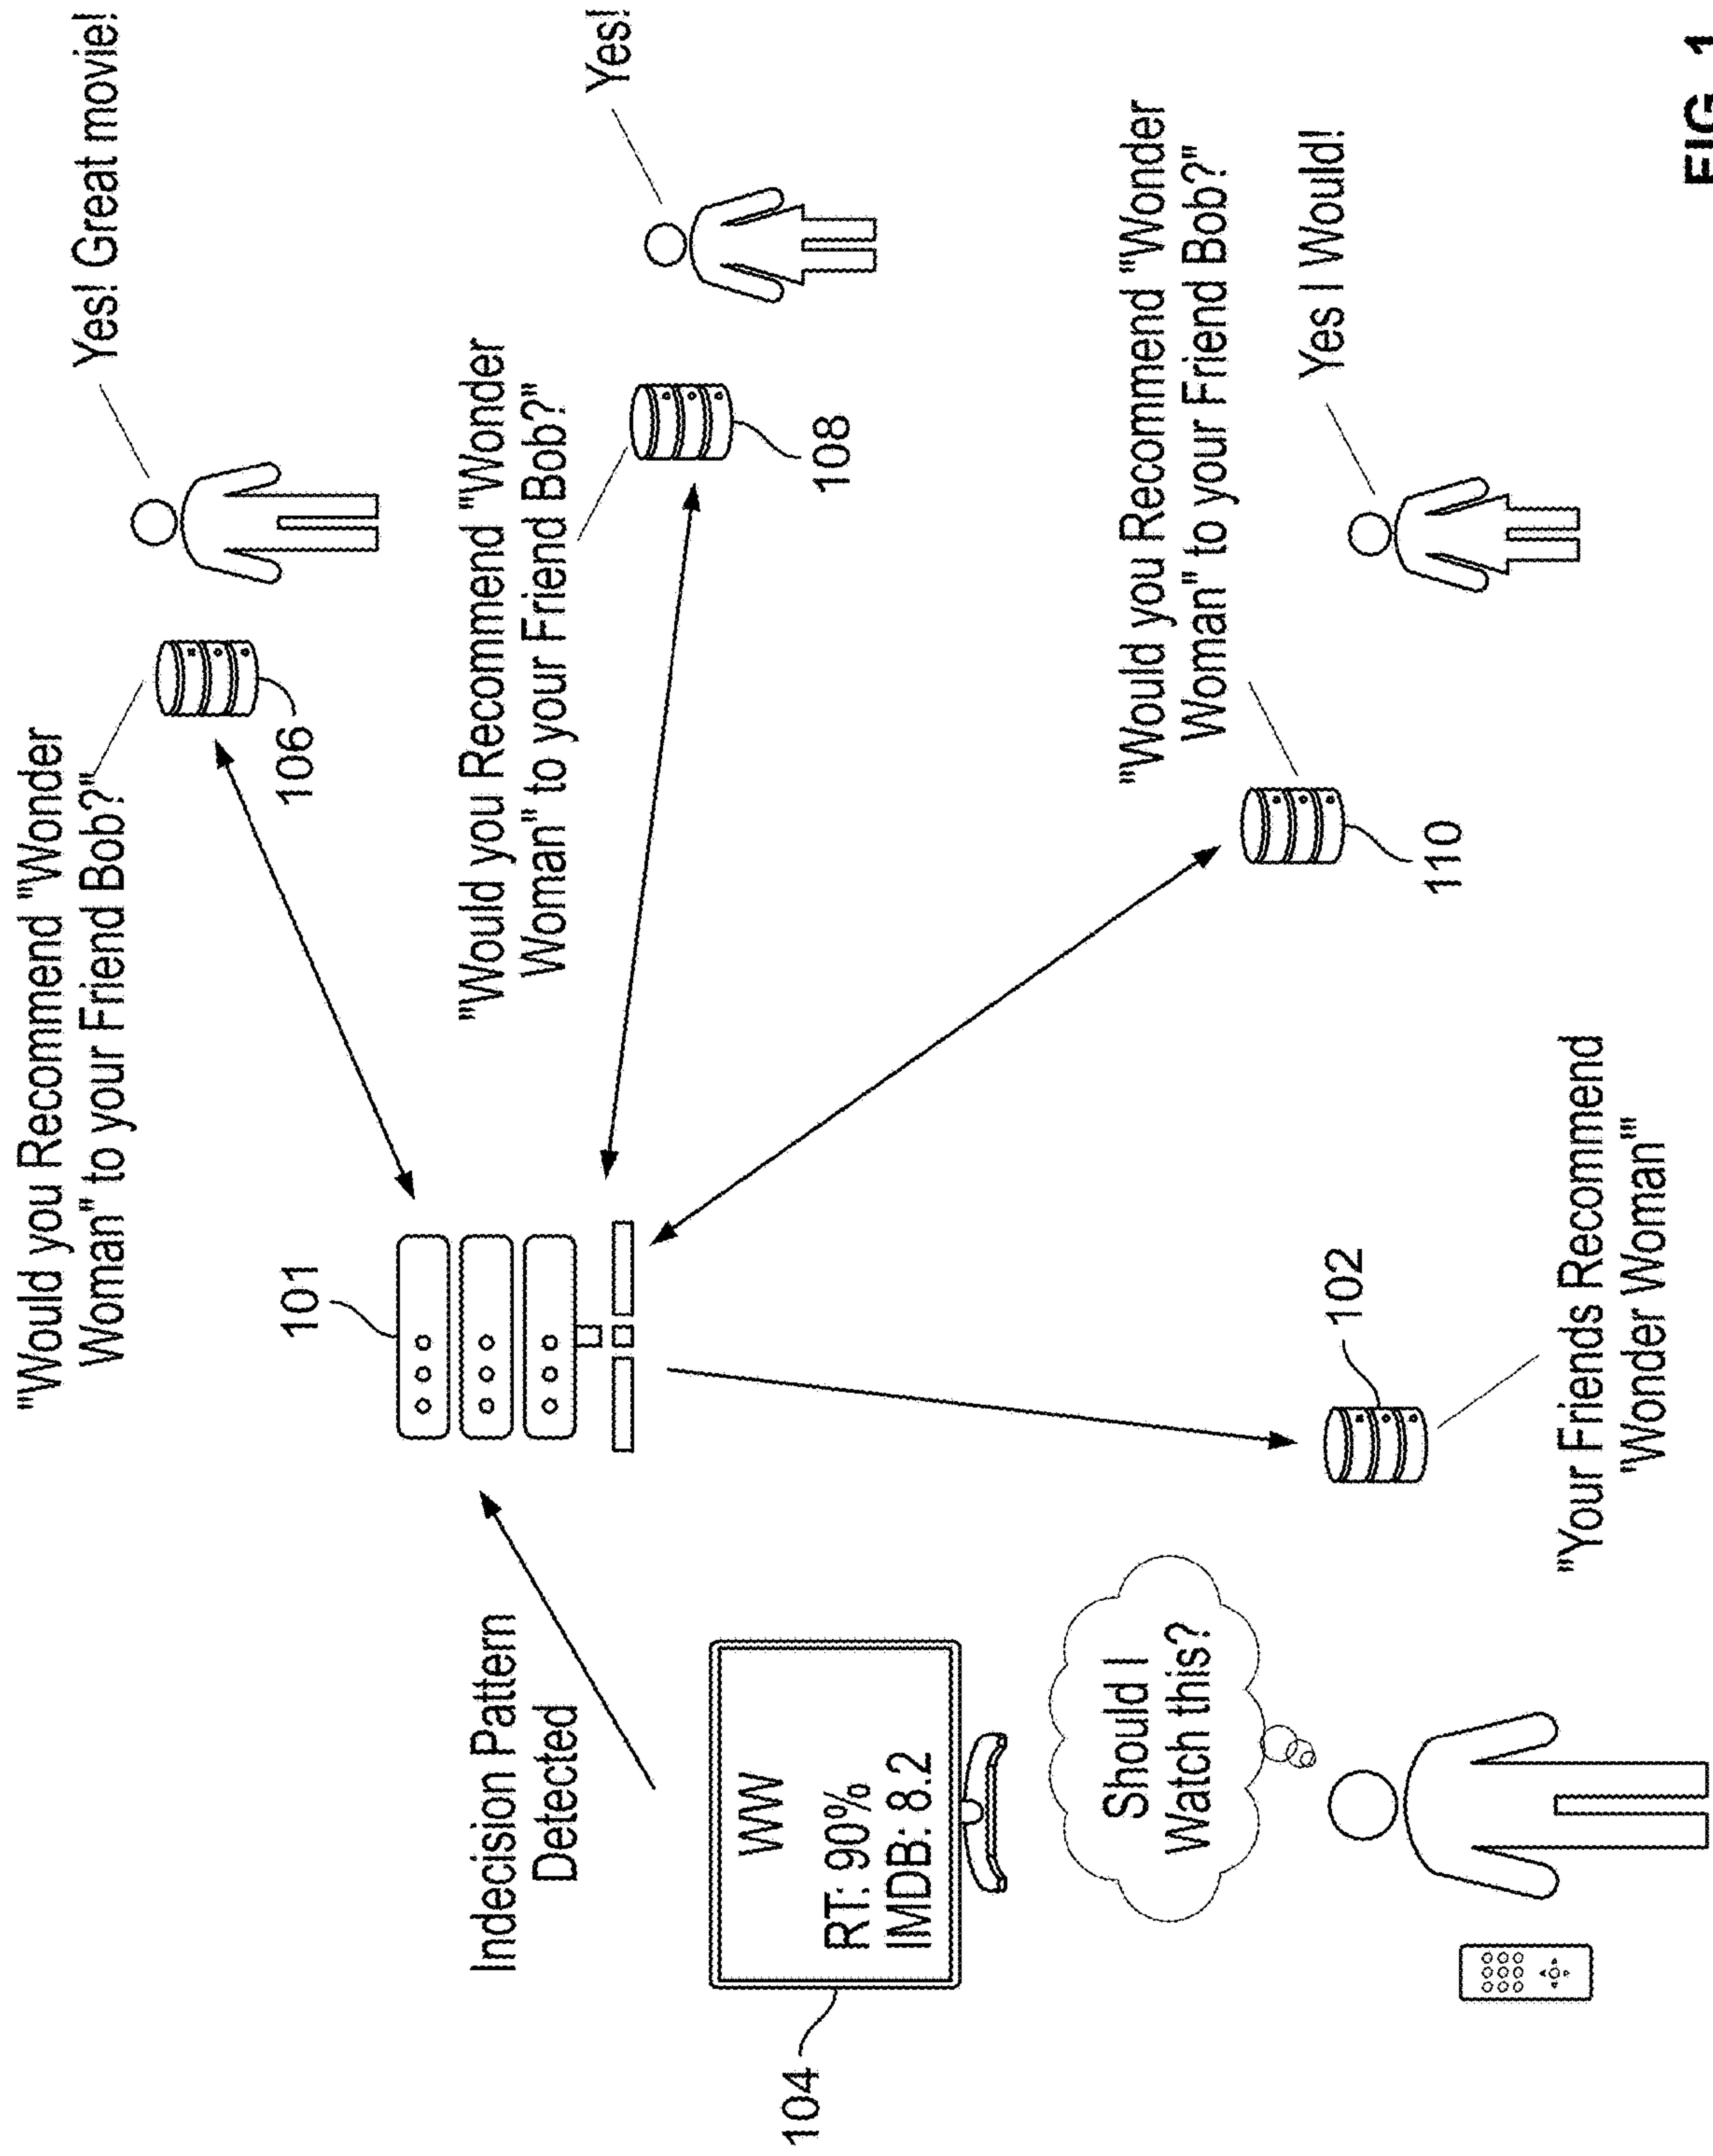 "Would you Recommend "Wonder
Woman" to your Friend Bob?"
Yes! Great movie!
106
101
"Would you Recommend "Wonder
Woman" to your Friend Bob?"
Yes!
108
Indecision Pattern
Detected
WW
RT: 90%
IMDB: 8.2
104
Should I
Watch this?
"Would you Recommend "Wonder
Woman" to your Friend Bob?"
Yes I Would!
110
102
"Your Friends Recommend
'Wonder Woman'"
FIG. 1